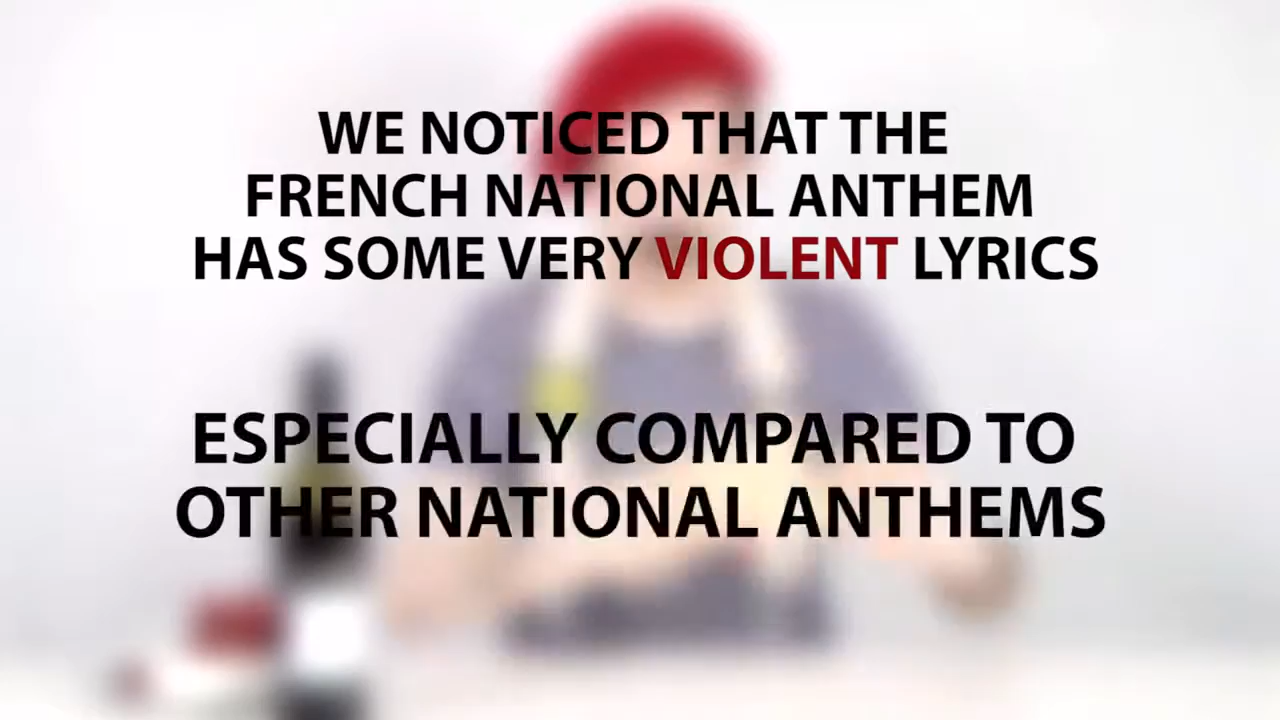 WE NOTICED THAT THE
FRENCH NATIONAL ANTHEM
HAS SOME VERY VIOLENT LYRICS
ESPECIALLY COMPARED TO
OTHER NATIONAL ANTHEMS